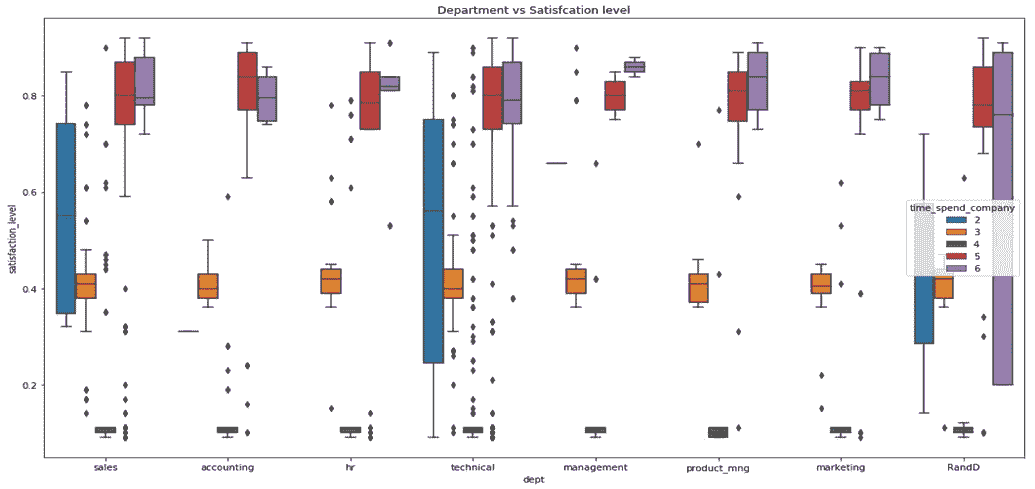 Department vs Satisfcation level
satisfaction_level
0.8
0.6
0.4
0.2
time_spend_company
2
3
4
5
6
sales accounting hr technical management product_mng marketing RandD
dept